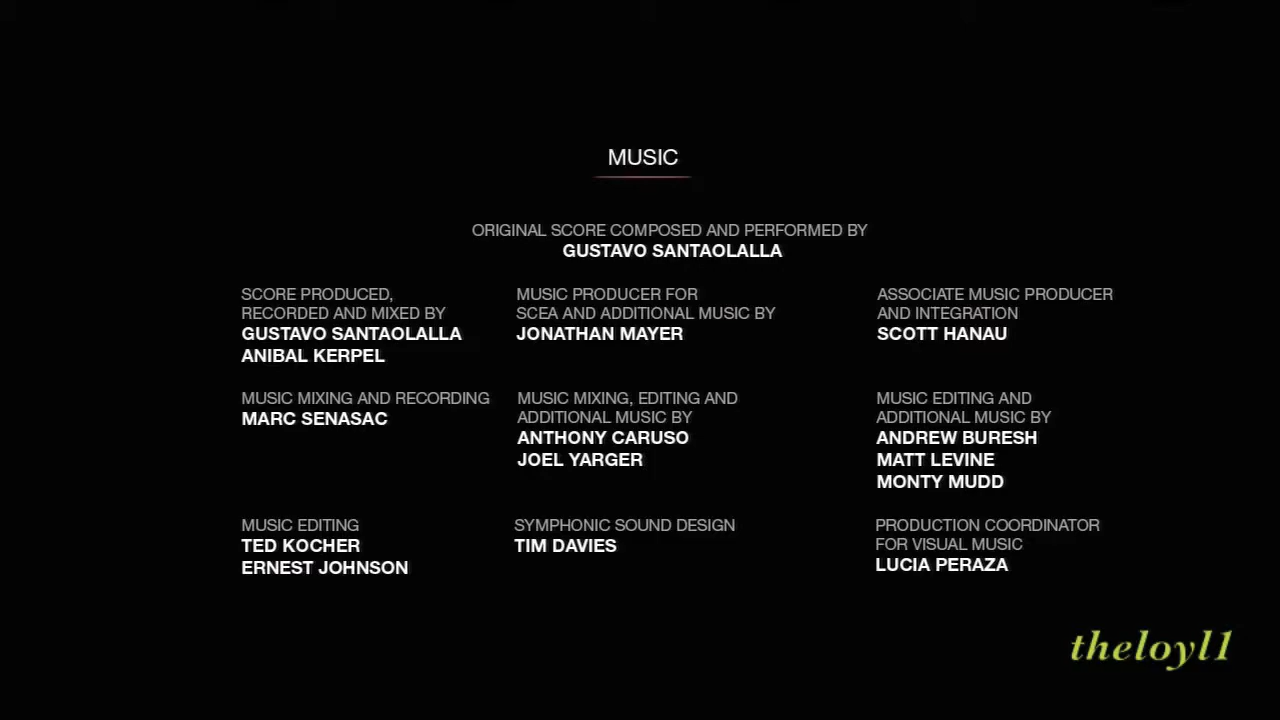 MUSIC
ORIGINAL SCORE COMPOSED AND PERFORMED BY
GUSTAVO SANTAOLALLA
SCORE PRODUCED,
RECORDED AND MIXED BY
GUSTAVO SANTAOLALLA
ANIBAL KERPEL
MUSIC PRODUCER FOR
SCEA AND ADDITIONAL MUSIC BY
JONATHAN MAYER
ASSOCIATE MUSIC PRODUCER
AND INTEGRATION
SCOTT HANAU
MUSIC MIXING AND RECORDING
MARC SENASAC
MUSIC MIXING, EDITING AND
ADDITIONAL MUSIC BY
ANTHONY CARUSO
JOEL YARGER
MUSIC EDITING AND
ADDITIONAL MUSIC BY
ANDREW BURESH
MATT LEVINE
MONTY MUDD
MUSIC EDITING
TED KOCHER
ERNEST JOHNSON
SYMPHONIC SOUND DESIGN
TIM DAVIES
PRODUCTION COORDINATOR
FOR VISUAL MUSIC
LUCIA PERAZA
theloyl1